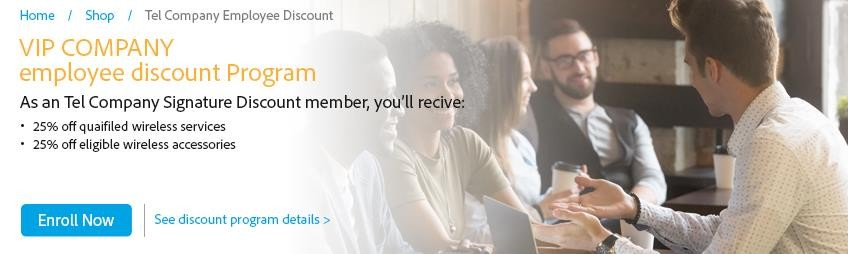 Home / Shop / Tel Company Employee Discount
VIP COMPANY
employee discount Program
As an Tel Company Signature Discount member, you'll recive:
• 25% off quaifiled wireless services
• 25% off eligible wireless accessories
Enroll Now
See discount program details >